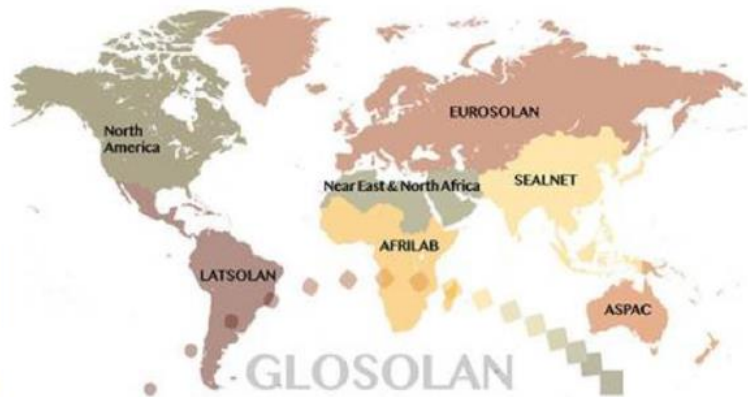 North
America
EUROSOLAN
Near East & North Africa
SEALNET
AFRILAB
LATSOLAN
ASPAC
GLOSOLAN